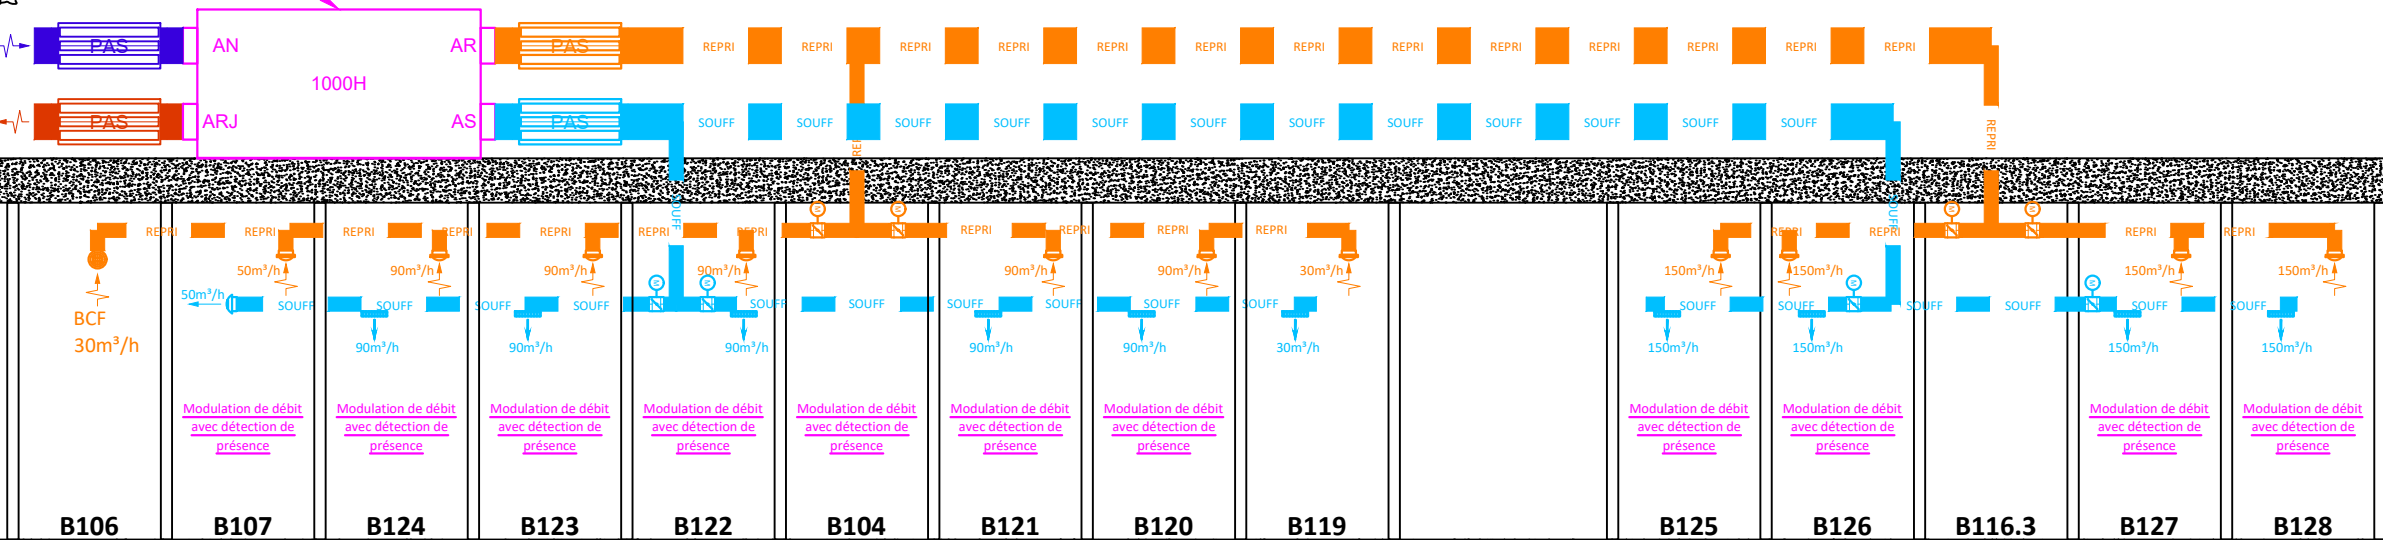 PAS AN AR PAS REPRI REPRI REPRI REPRI REPRI REPRI REPRI REPRI REPRI REPRI REPRI REPRI REPRI
1000H
PAS ARJ AS PAS SOUFF SOUFF SOUFF SOUFF SOUFF SOUFF SOUFF SOUFF SOUFF SOUFF SOUFF SOUFF
REPRI
SOUFF
SOUFF
M M M M
REPRI REPRI REPRI REPRI REPRI REPRI REPRI REPRI REPRI REPRI REPRI REPRI REPRI
50m³/h 90m³/h 90m³/h 90m³/h 90m³/h 90m³/h 30m³/h 150m³/h 150m³/h 150m³/h 150m³/h
M M M M
50m³/h SOUFF SOUFF SOUFF SOUFF SOUFF SOUFF SOUFF SOUFF SOUFF SOUFF SOUFF SOUFF SOUFF SOUFF SOUFF SOUFF
BCF
30m³/h
90m³/h 90m³/h 90m³/h 90m³/h 90m³/h 30m³/h 150m³/h 150m³/h 150m³/h 150m³/h
Modulation de débit Modulation de débit Modulation de débit Modulation de débit Modulation de débit Modulation de débit Modulation de débit Modulation de débit Modulation de débit Modulation de débit Modulation de débit
avec détection de avec détection de avec détection de avec détection de avec détection de avec détection de avec détection de avec détection de avec détection de avec détection de avec détection de
présence présence présence présence présence présence présence présence présence présence présence
B106 B107 B124 B123 B122 B104 B121 B120 B119 B125 B126 B116.3 B127 B128